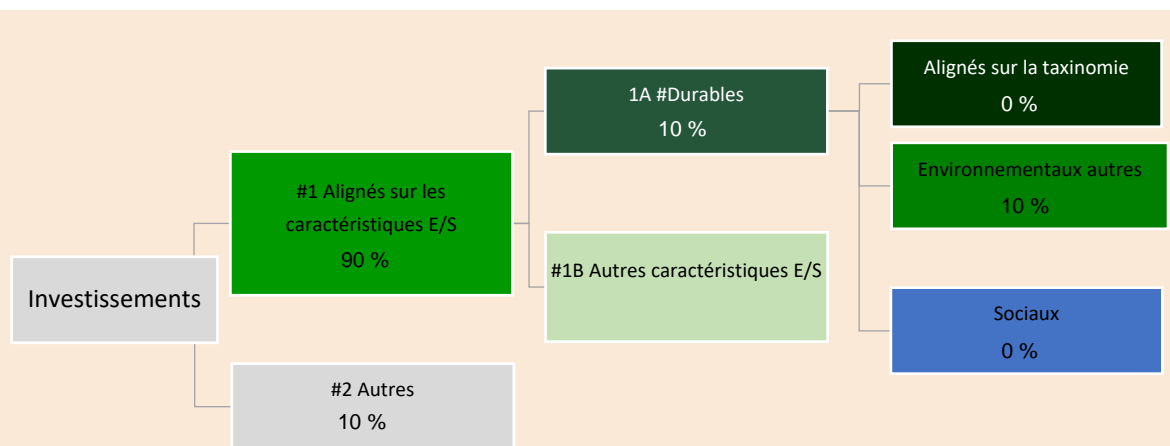 Investissements
#1 Alignés sur les
caractéristiques E/S
90 %
#2 Autres
10 %
1A #Durables
10 %
#1B Autres caractéristiques E/S
Alignés sur la taxinomie
0 %
Environnementaux autres
10 %
Sociaux
0 %